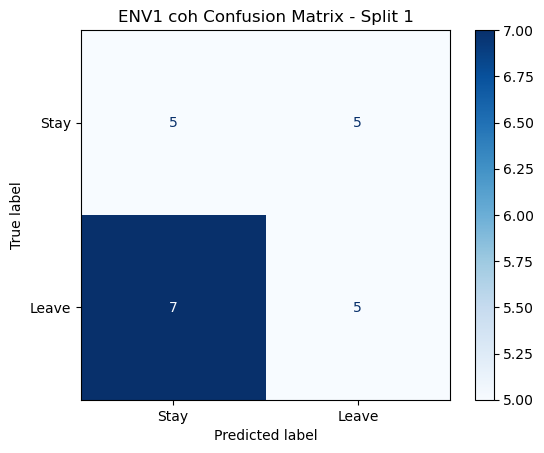 ENV1 coh Confusion Matrix - Split 1
True label
Stay
Leave
5
5
7
5
Stay
Leave
Predicted label
7.00
6.75
6.50
6.25
6.00
5.75
5.50
5.25
5.00